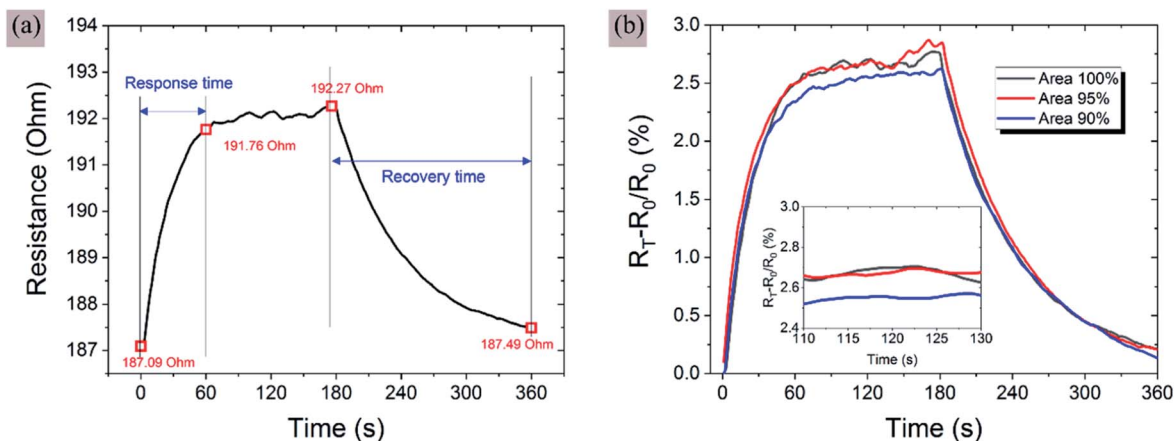 (a)
194
193
192
191
190
189
188
187
Resistance (Ohm)
Response time
192.27 Ohm
191.76 Ohm
Recovery time
187.09 Ohm
187.49 Ohm
0 60 120 180 240 300 360
Time (s)
(b)
3.0
2.5
2.0
1.5
1.0
0.5
0.0
R_T-R_0/R_0 (%)
Area 100%
Area 95%
Area 90%
3.0
2.8
2.6
2.4
R_T-R_0/R_0 (%)
110 115 120 125 130
Time (s)
0 60 120 180 240 300 360
Time (s)